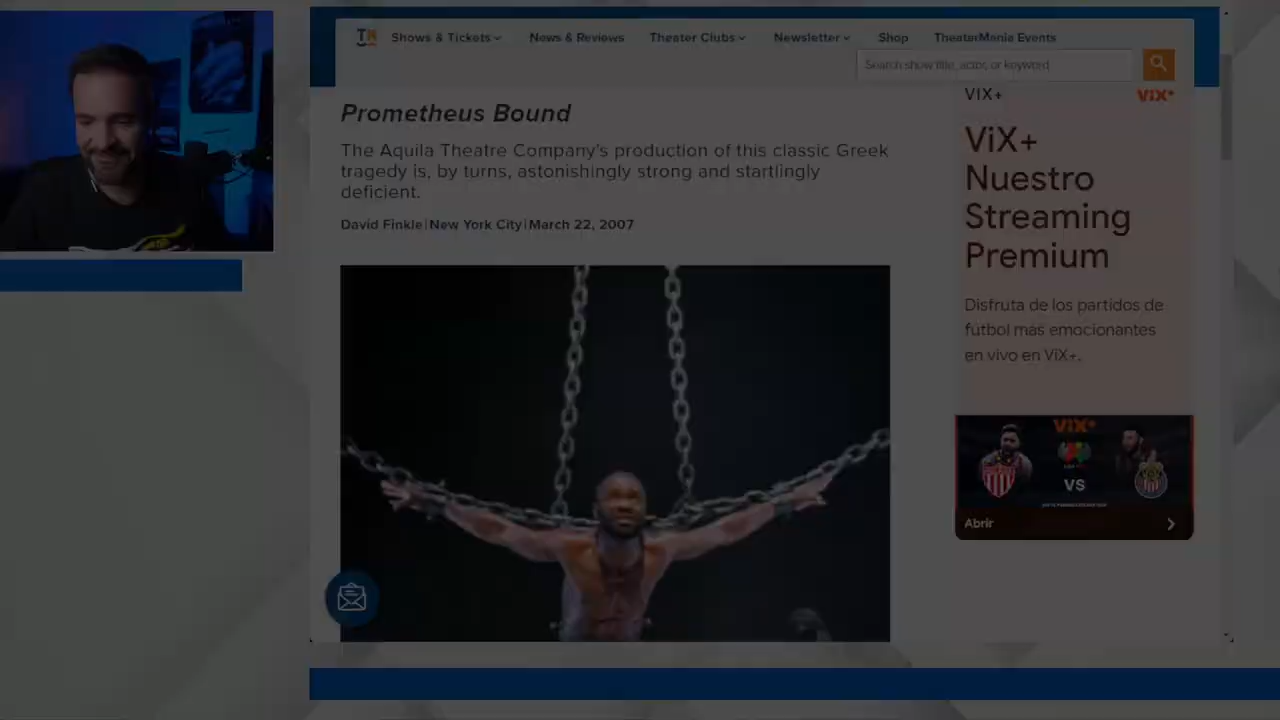 TM
Shows & Tickets
News & Reviews
Theater Clubs
Newsletter
Shop
TheaterMania Events
Search show title, actor, or keyword
Prometheus Bound
The Aquila Theatre Company's production of this classic Greek
tragedy is, by turns, astonishingly strong and startlingly
deficient.
David Finkle|New York City|March 22, 2007
VIX+
ViX+
ViX+
Nuestro
Streaming
Premium
Disfruta de los partidos de
fútbol más emocionantes
en vivo en ViX+.
ViX+
VS
Abrir